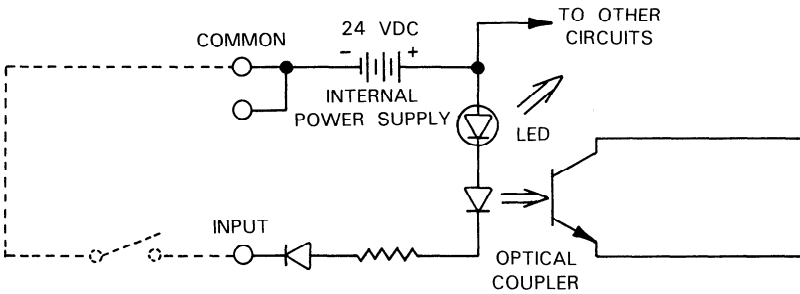 TO OTHER
CIRCUITS
24 VDC
COMMON
- +
INTERNAL
POWER SUPPLY
LED
INPUT
OPTICAL
COUPLER